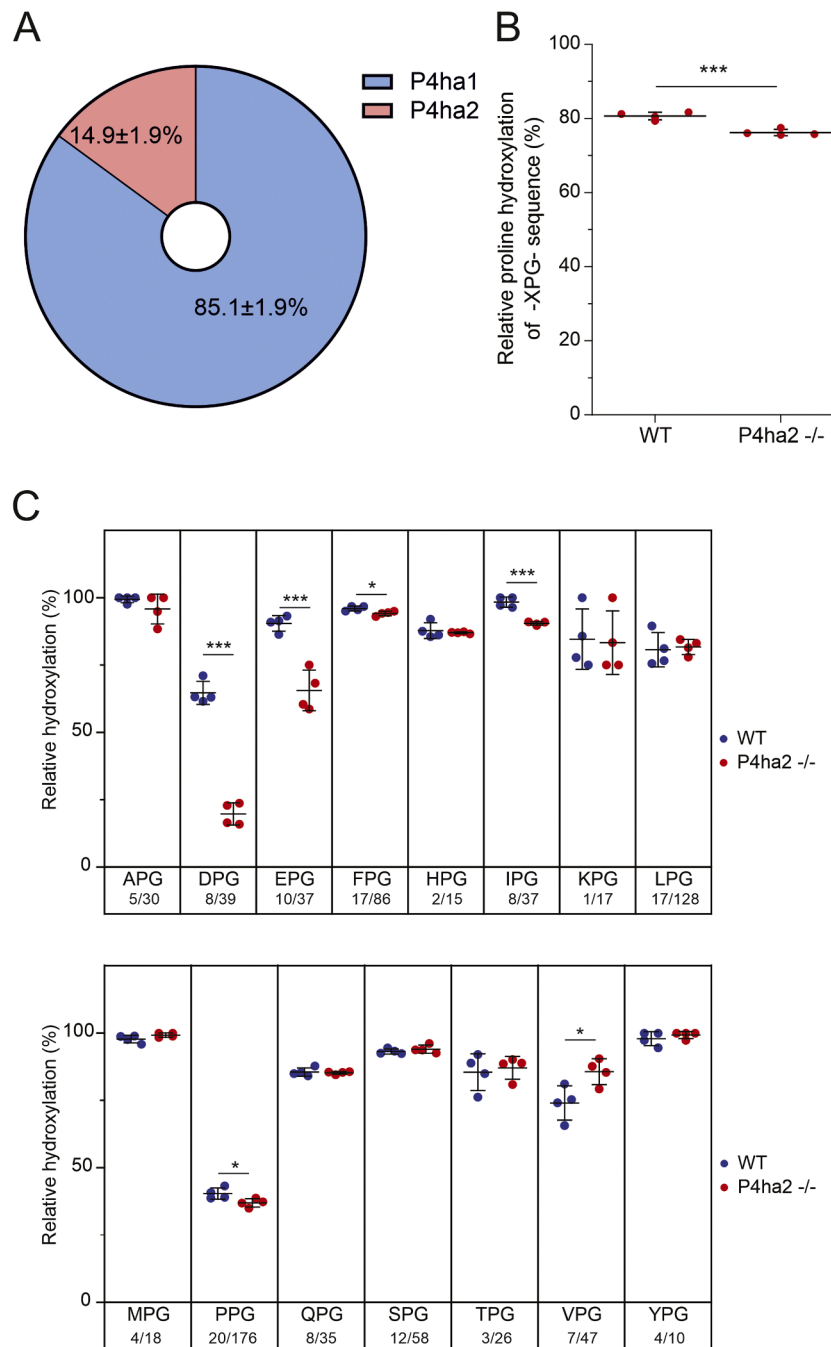 A
P4ha1
P4ha2
14.9±1.9%
85.1±1.9%
B
Relative proline hydroxylation
of -XPG- sequence (%)
100
80
60
40
20
0
***
WT
P4ha2 -/-
C
Relative hydroxylation (%)
100
50
0
***
***
*
***
APG DPG EPG FPG HPG IPG KPG LPG
5/30 8/39 10/37 17/86 2/15 8/37 1/17 17/128
WT
P4ha2 -/-
Relative hydroxylation (%)
100
50
0
*
*
MPG PPG QPG SPG TPG VPG YPG
4/18 20/176 8/35 12/58 3/26 7/47 4/10
WT
P4ha2 -/-